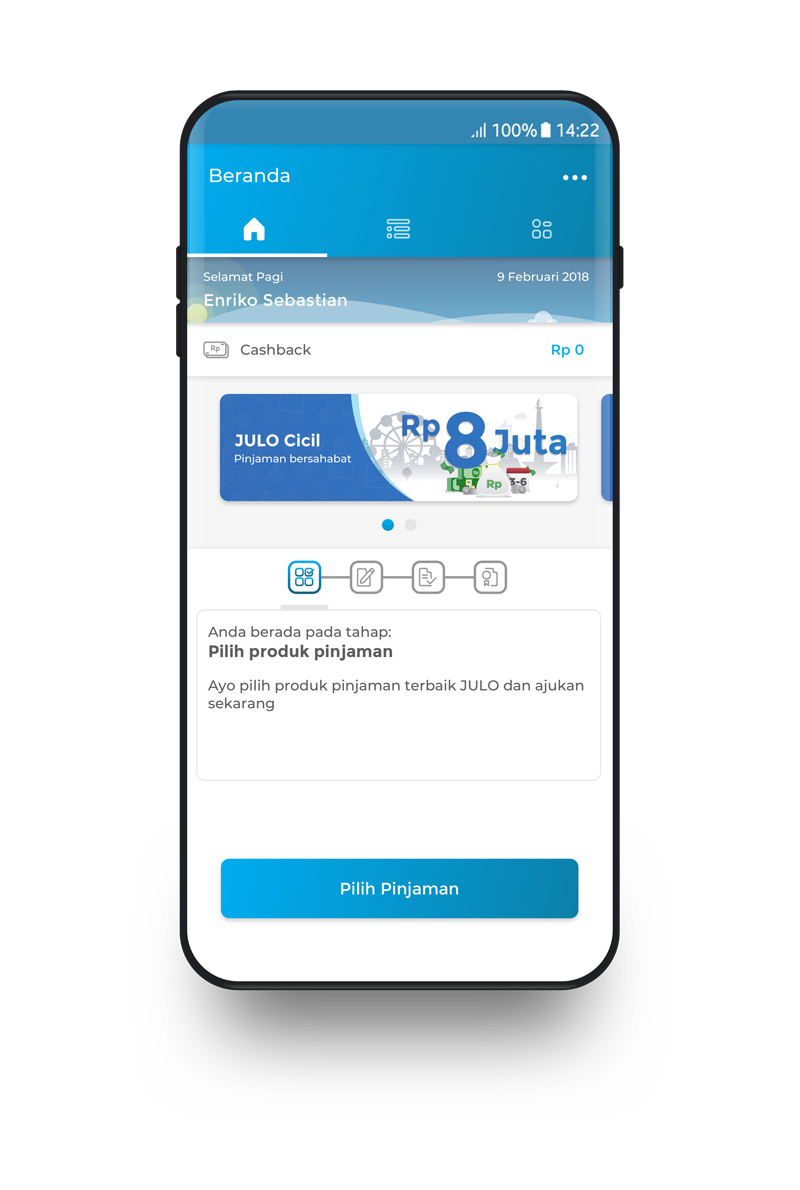 100% 14:22
Beranda
Selamat Pagi 9 Februari 2018
Enriko Sebastian
Rp Cashback Rp 0
JULO Cicil
Pinjaman bersahabat
Rp 8 Juta
Rp 3-6
Anda berada pada tahap:
Pilih produk pinjaman
Ayo pilih produk pinjaman terbaik JULO dan ajukan
sekarang
Pilih Pinjaman